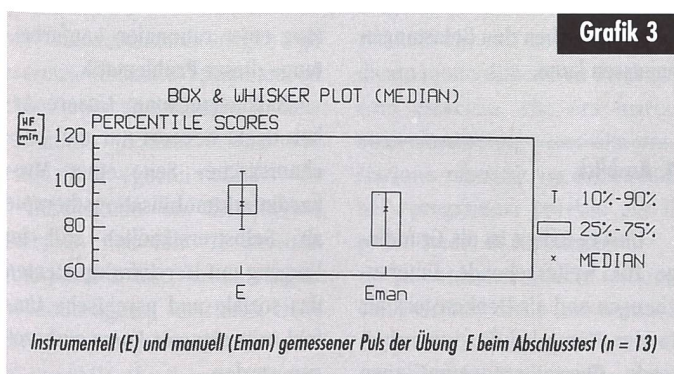 Grafik 3
BOX & WHISKER PLOT (MEDIAN)
[HF/min] 120 PERCENTILE SCORES
100
80
60
E Eman
10%-90%
25%-75%
× MEDIAN
Instrumentell (E) und manuell (Eman) gemessener Puls der Übung E beim Abschlusstest (n = 13)